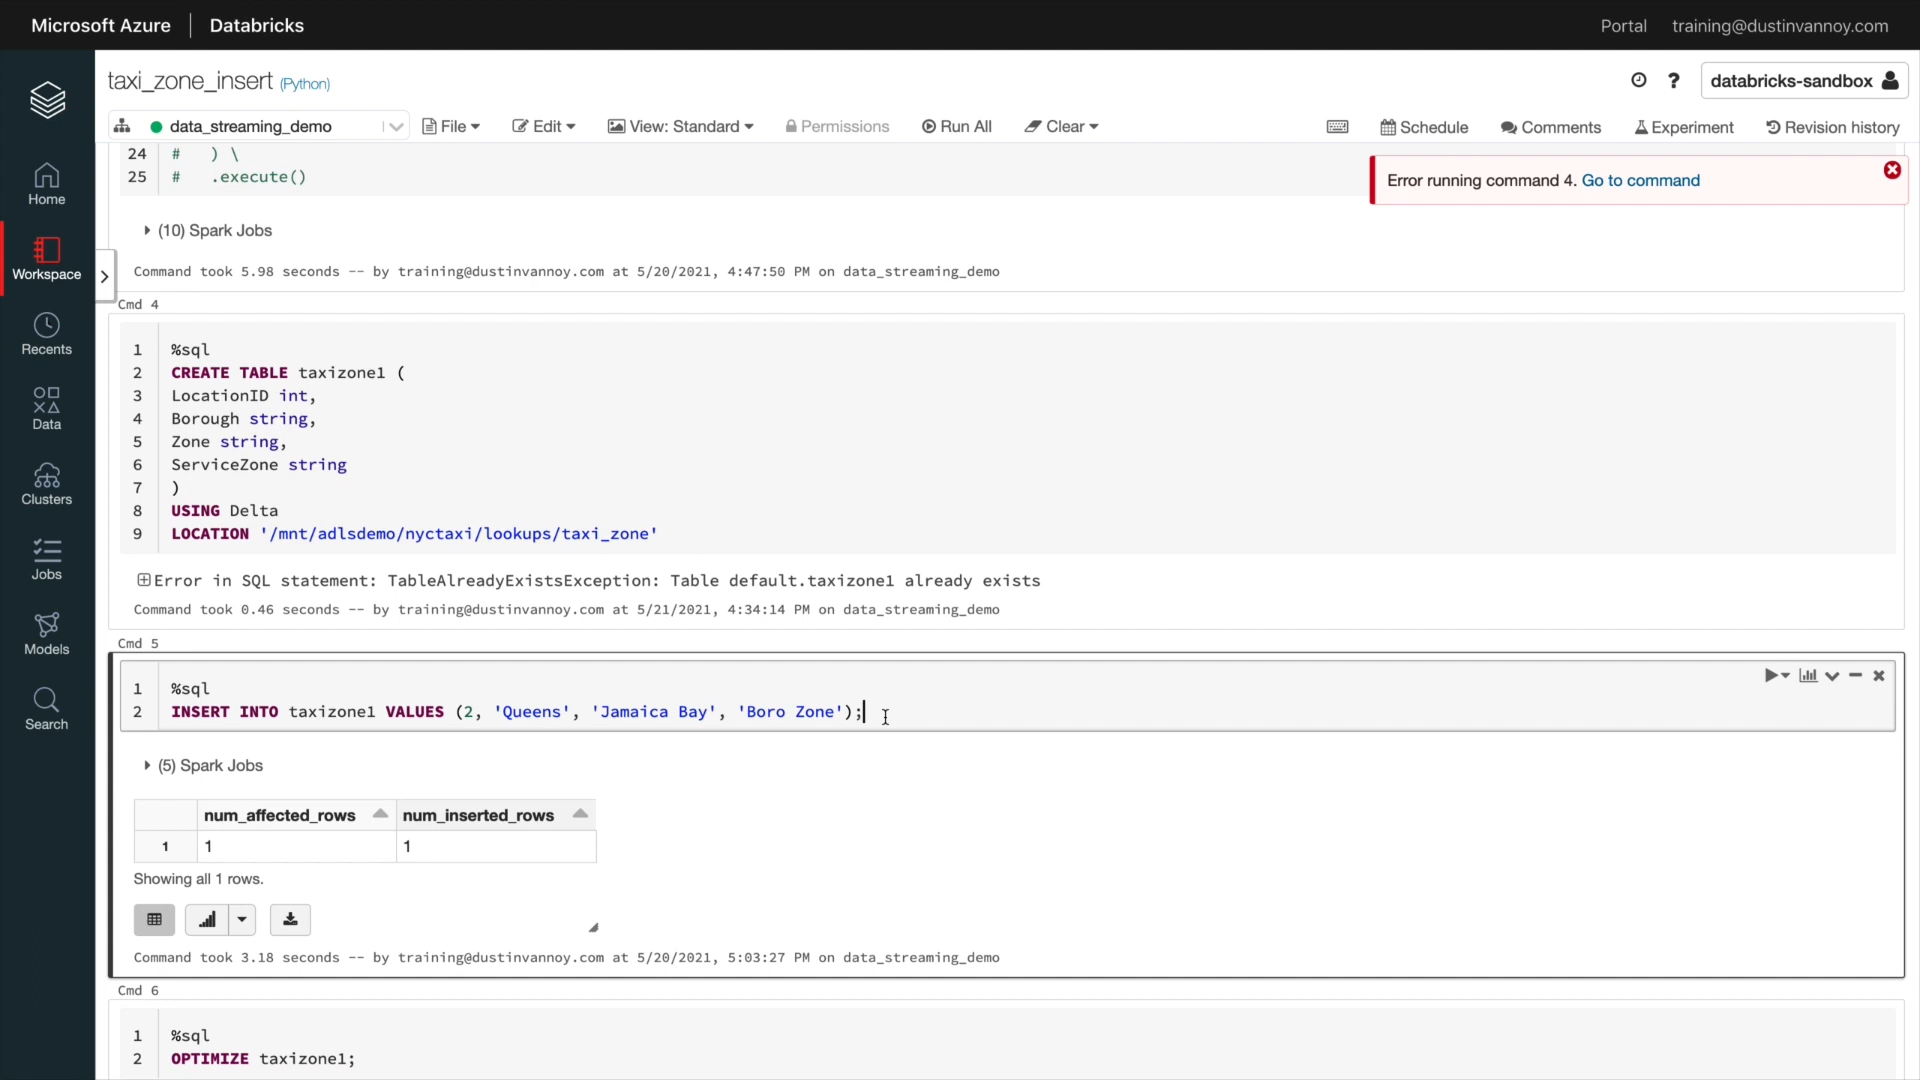 Microsoft Azure Databricks Portal training@dustinvannoy.com
taxi_zone_insert (Python) ? databricks-sandbox
data_streaming_demo File Edit View: Standard Permissions Run All Clear Schedule Comments Experiment Revision history
Home
Workspace
Recents
Data
Clusters
Jobs
Models
Search
24 # ) \
25 # .execute()
Error running command 4. Go to command
(10) Spark Jobs
Command took 5.98 seconds -- by training@dustinvannoy.com at 5/20/2021, 4:47:50 PM on data_streaming_demo
Cmd 4
1 %sql
2 CREATE TABLE taxizone1 (
3 LocationID int,
4 Borough string,
5 Zone string,
6 ServiceZone string
7 )
8 USING Delta
9 LOCATION '/mnt/adlsdemo/nyctaxi/lookups/taxi_zone'
Error in SQL statement: TableAlreadyExistsException: Table default.taxizone1 already exists
Command took 0.46 seconds -- by training@dustinvannoy.com at 5/21/2021, 4:34:14 PM on data_streaming_demo
Cmd 5
1 %sql
2 INSERT INTO taxizone1 VALUES (2, 'Queens', 'Jamaica Bay', 'Boro Zone');
(5) Spark Jobs
num_affected_rows num_inserted_rows
1 1 1
Showing all 1 rows.
Command took 3.18 seconds -- by training@dustinvannoy.com at 5/20/2021, 5:03:27 PM on data_streaming_demo
Cmd 6
1 %sql
2 OPTIMIZE taxizone1;